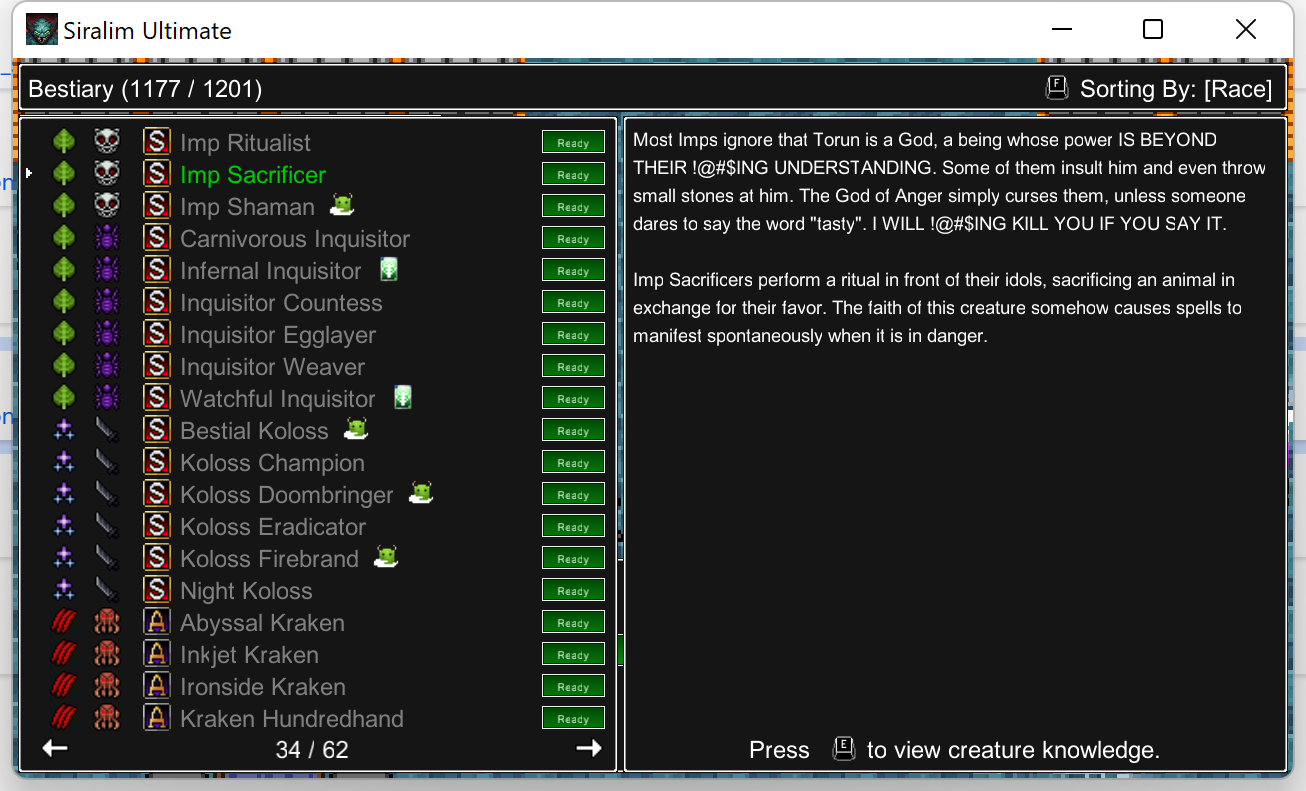 Siralim Ultimate
Bestiary (1177 / 1201)
F Sorting By: [Race]
S Imp Ritualist Ready
S Imp Sacrificer Ready
S Imp Shaman Ready
S Carnivorous Inquisitor Ready
S Infernal Inquisitor Ready
S Inquisitor Countess Ready
S Inquisitor Egglayer Ready
S Inquisitor Weaver Ready
S Watchful Inquisitor Ready
S Bestial Koloss Ready
S Koloss Champion Ready
S Koloss Doombringer Ready
S Koloss Eradicator Ready
S Koloss Firebrand Ready
S Night Koloss Ready
A Abyssal Kraken Ready
A Inkjet Kraken Ready
A Ironside Kraken Ready
A Kraken Hundredhand Ready
34 / 62
Most Imps ignore that Torun is a God, a being whose power IS BEYOND
THEIR !@#$ING UNDERSTANDING. Some of them insult him and even throw
small stones at him. The God of Anger simply curses them, unless someone
dares to say the word "tasty". I WILL !@#$ING KILL YOU IF YOU SAY IT.
Imp Sacrificers perform a ritual in front of their idols, sacrificing an animal in
exchange for their favor. The faith of this creature somehow causes spells to
manifest spontaneously when it is in danger.
Press E to view creature knowledge.